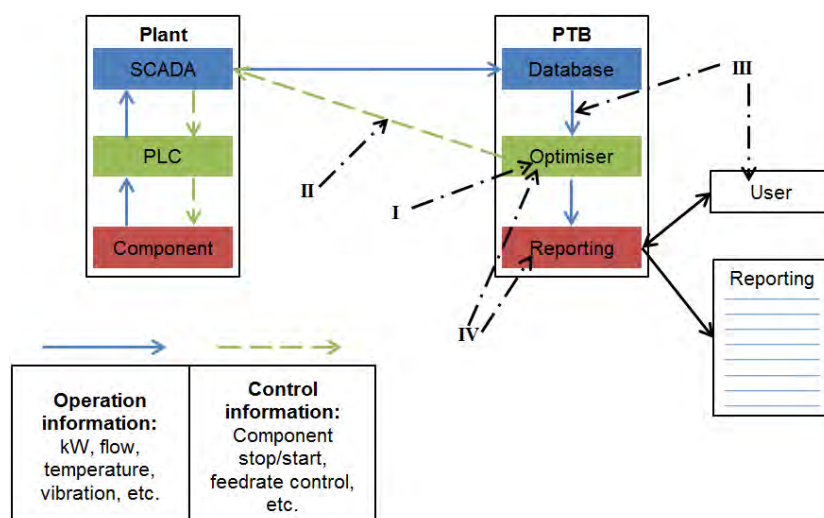 Plant
SCADA
PLC
Component
PTB
Database
Optimiser
Reporting
I
II
III
IV
User
Reporting
Operation
information:
kW, flow,
temperature,
vibration, etc.
Control
information:
Component
stop/start,
feedrate control,
etc.